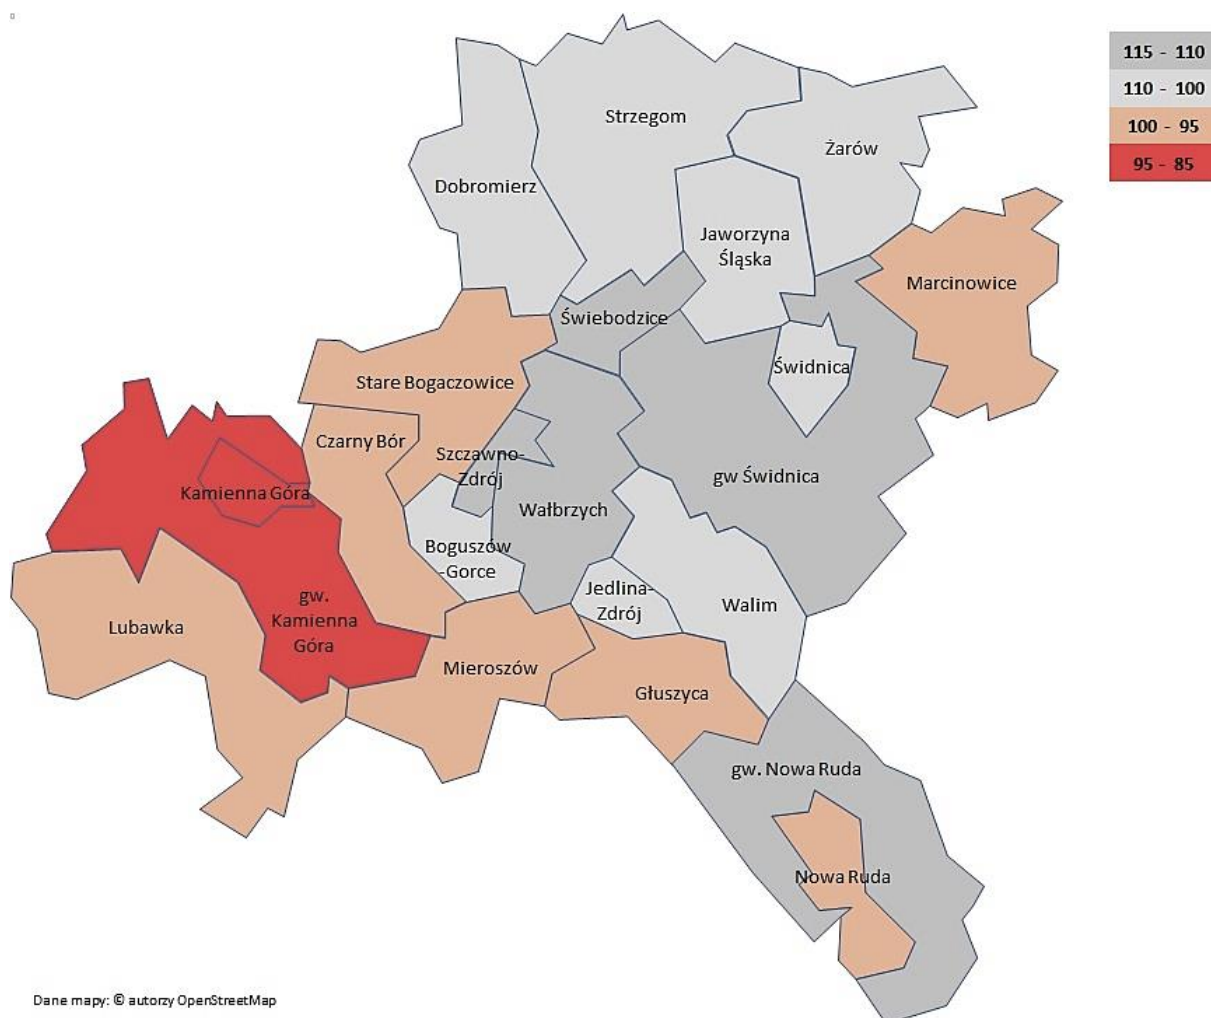 115 - 110
110 - 100
100 - 95
95 - 85
Strzegom
Żarów
Dobromierz
Jaworzyna
Śląska
Marcinowice
Świebodzice
Świdnica
Stare Bogaczowice
Czarny Bór
Szczawno-
Zdrój
gw Świdnica
Kamienna Góra
Wałbrzych
Boguszów
-Gorce
Jedlina-
Zdrój
Walim
gw.
Kamienna
Góra
Lubawka
Mieroszów
Głuszyca
gw. Nowa Ruda
Nowa Ruda
Dane mapy: © autorzy OpenStreetMap